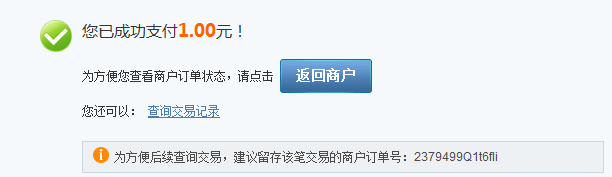 您已成功支付1.00元！
为方便您查看商户订单状态，请点击 返回商户
您还可以： 查询交易记录
为方便后续查询交易，建议留存该笔交易的商户订单号：2379499Q1t6fli